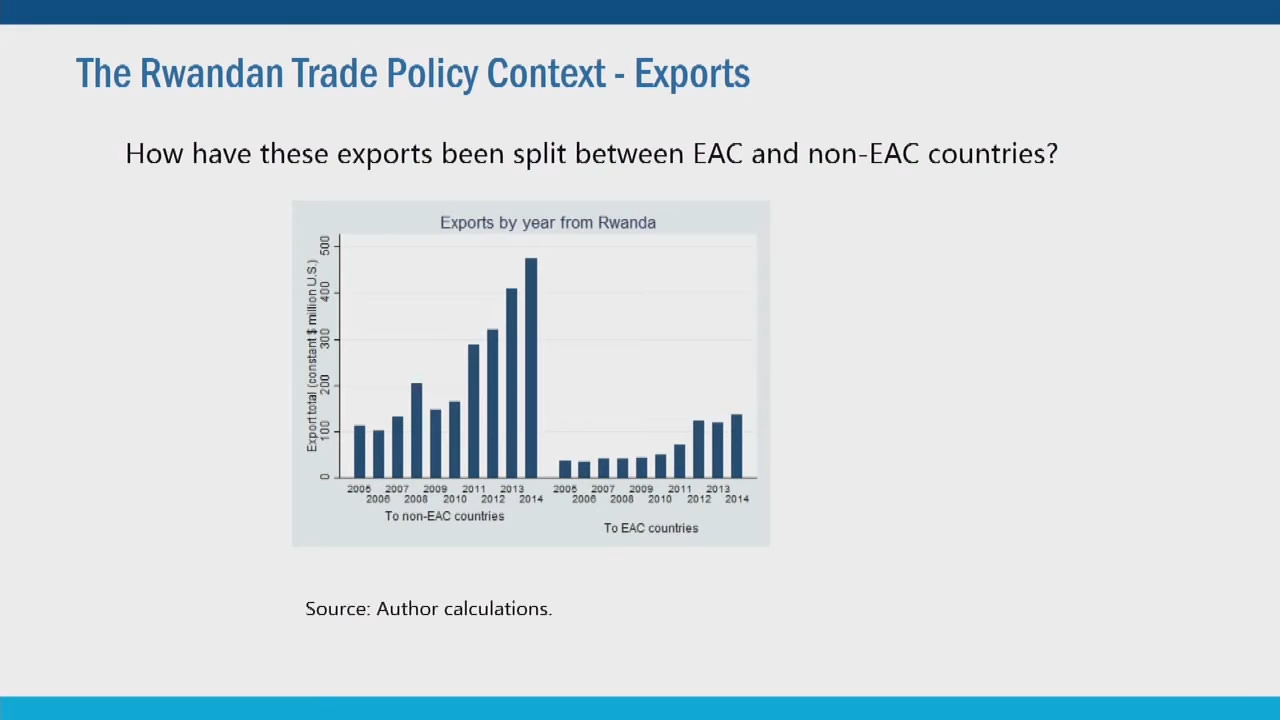 The Rwandan Trade Policy Context - Exports
How have these exports been split between EAC and non-EAC countries?
Exports by year from Rwanda
Export total (constant $ million U.S.)
500
400
300
200
100
0
2005 2007 2009 2011 2013 2005 2007 2009 2011 2013
2006 2008 2010 2012 2014 2006 2008 2010 2012 2014
To non-EAC countries
To EAC countries
Source: Author calculations.